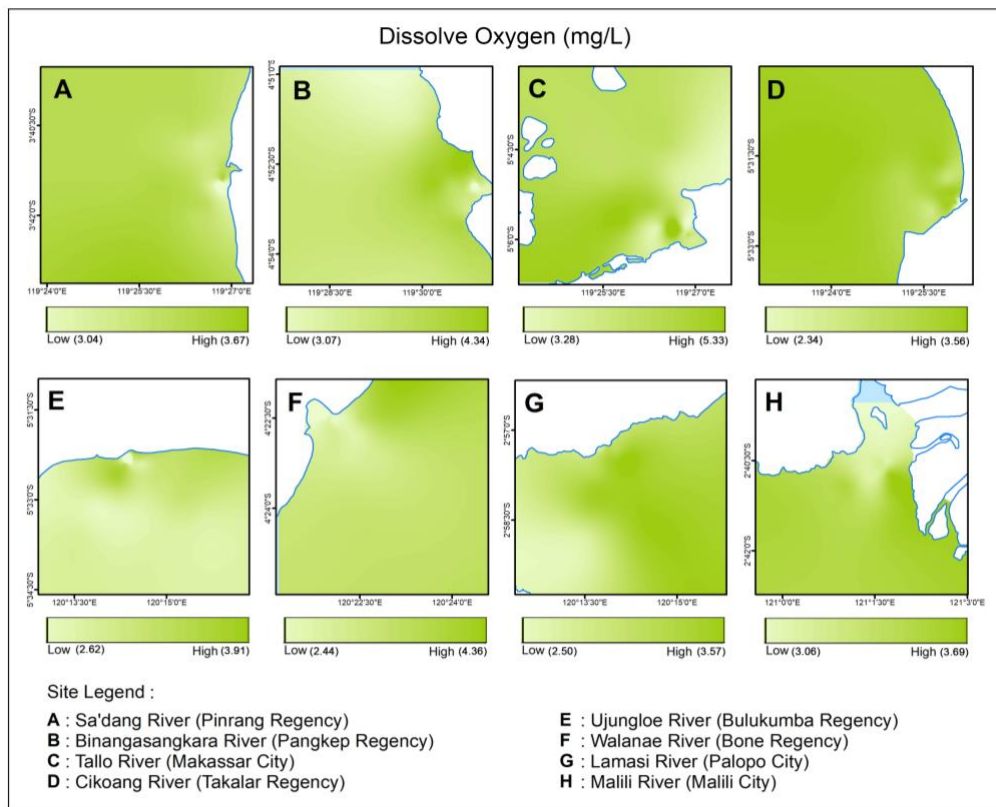 Dissolve Oxygen (mg/L)
A
3°40'30"S
3°42'0"S
119°24'0"E 119°25'30"E 119°27'0"E
Low (3.04) High (3.67)
B
4°51'0"S
4°52'30"S
4°54'0"S
119°28'30"E 119°30'0"E
Low (3.07) High (4.34)
C
5°4'30"S
5°6'0"S
119°25'30"E 119°27'0"E
Low (3.28) High (5.33)
D
5°31'30"S
5°33'0"S
119°24'0"E 119°25'30"E
Low (2.34) High (3.56)
E
5°31'30"S
5°33'0"S
5°34'30"S
120°13'30"E 120°15'0"E
Low (2.62) High (3.91)
F
4°22'30"S
4°24'0"S
120°22'30"E 120°24'0"E
Low (2.44) High (4.36)
G
2°57'0"S
2°58'30"S
120°13'30"E 120°15'0"E
Low (2.50) High (3.57)
H
2°40'30"S
2°42'0"S
121°0'0"E 121°1'30"E 121°3'0"E
Low (3.06) High (3.69)
Site Legend :
A : Sa'dang River (Pinrang Regency)
B : Binangasangkara River (Pangkep Regency)
C : Tallo River (Makassar City)
D : Cikoang River (Takalar Regency)
E : Ujungloe River (Bulukumba Regency)
F : Walanae River (Bone Regency)
G : Lamasi River (Palopo City)
H : Malili River (Malili City)